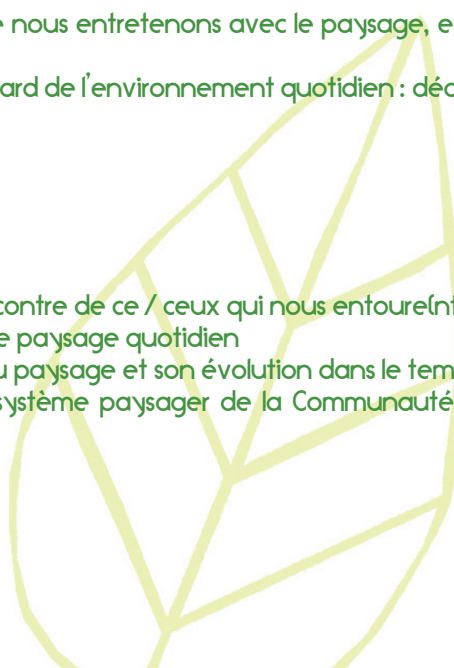 nous entretenons avec le paysage, e
ard de l'environnement quotidien : déc
contre de ce / ceux qui nous entoure(nt
e paysage quotidien
u paysage et son évolution dans le tem
système paysager de la Communauté